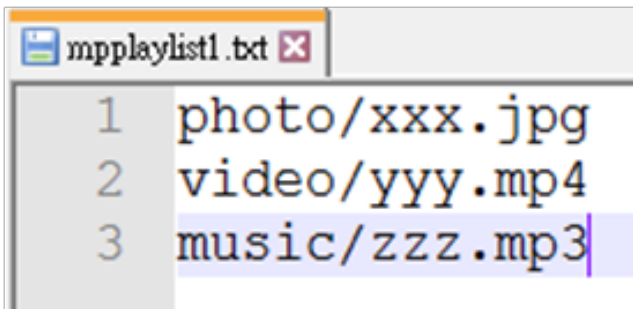 mpplaylist1.txt
1 photo/xxx.jpg
2 video/yyy.mp4
3 music/zzz.mp3